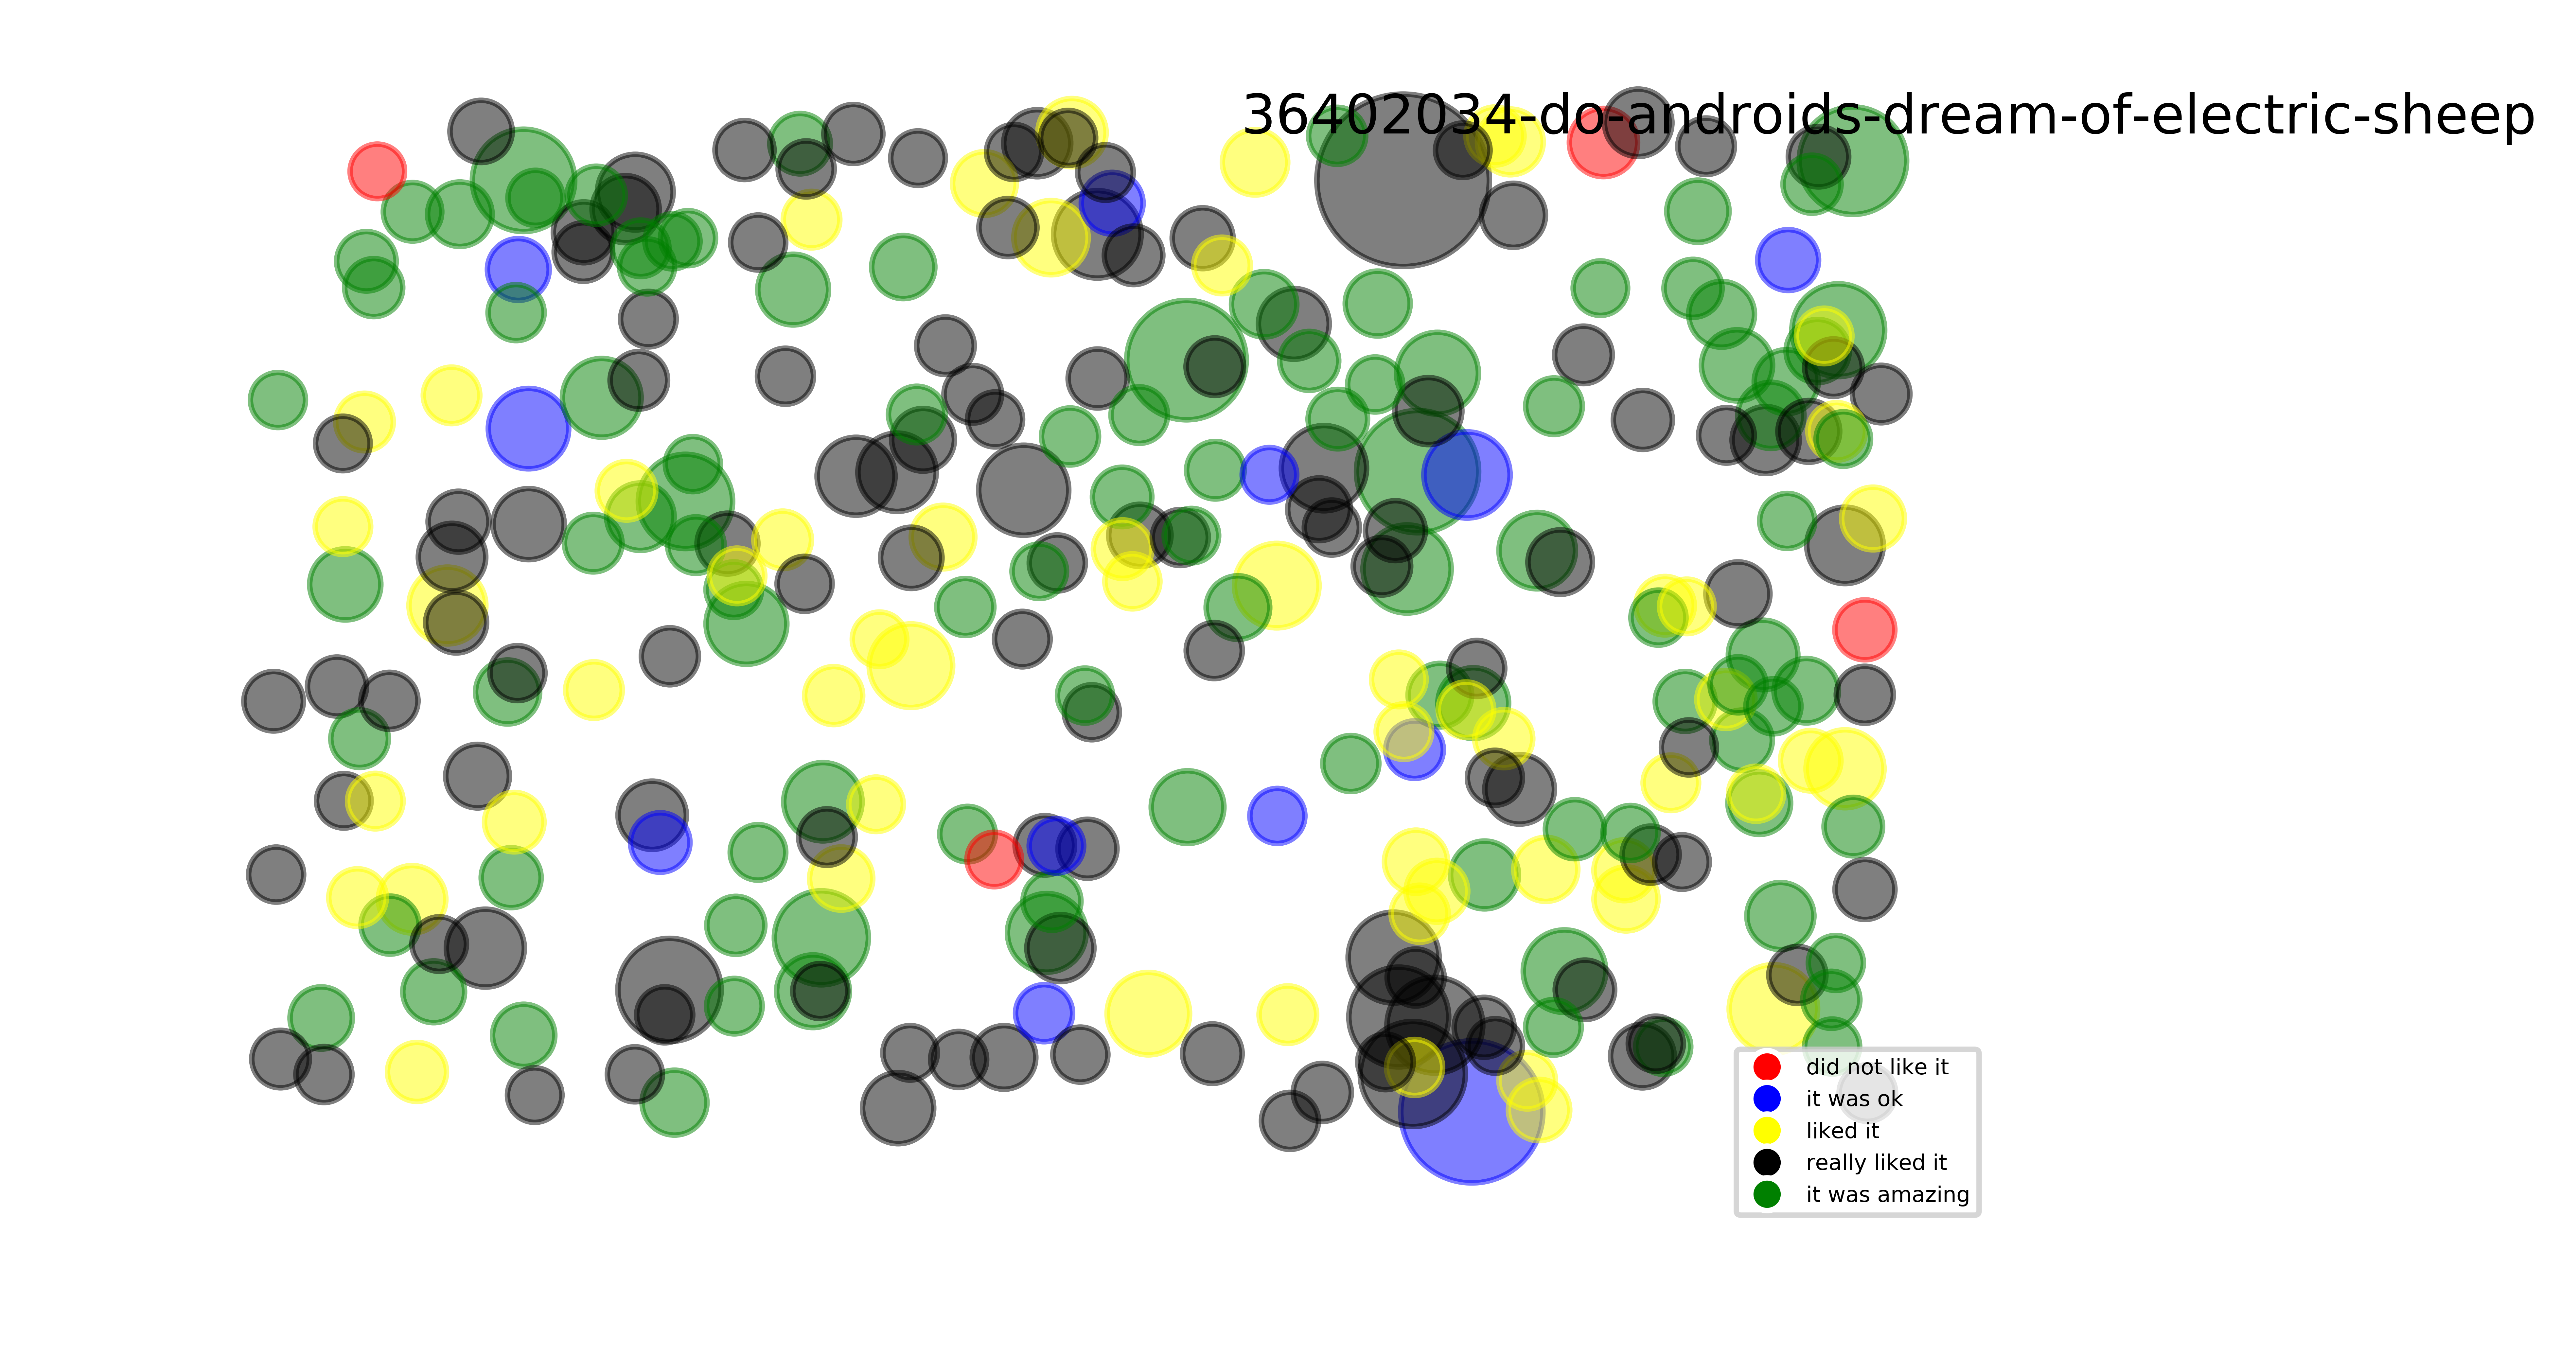 36402034-do-androids-dream-of-electric-sheep
did not like it
it was ok
liked it
really liked it
it was amazing